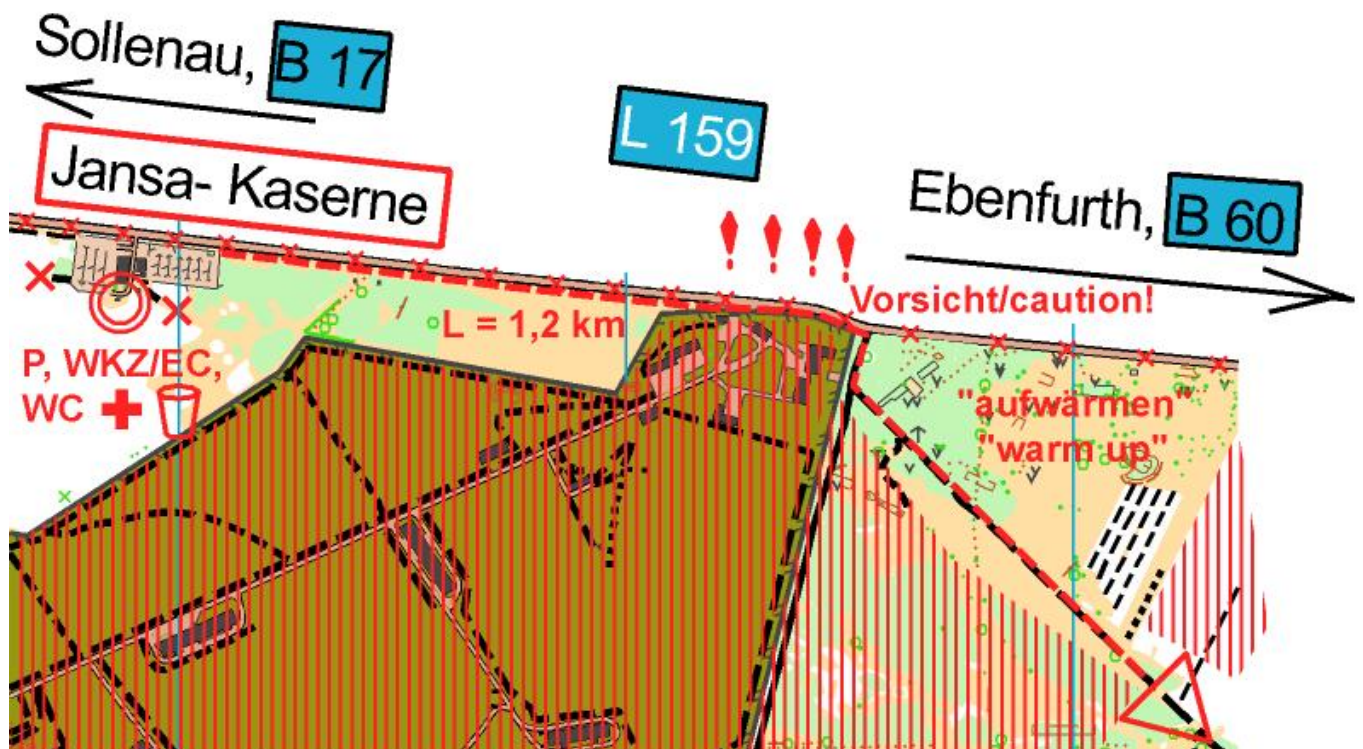 Sollenau, B 17
L 159
Jansa- Kaserne
Ebenfurth, B 60
Vorsicht/caution!
L = 1,2 km
P, WKZ/EC,
WC
"aufwärmen"
"warm up"